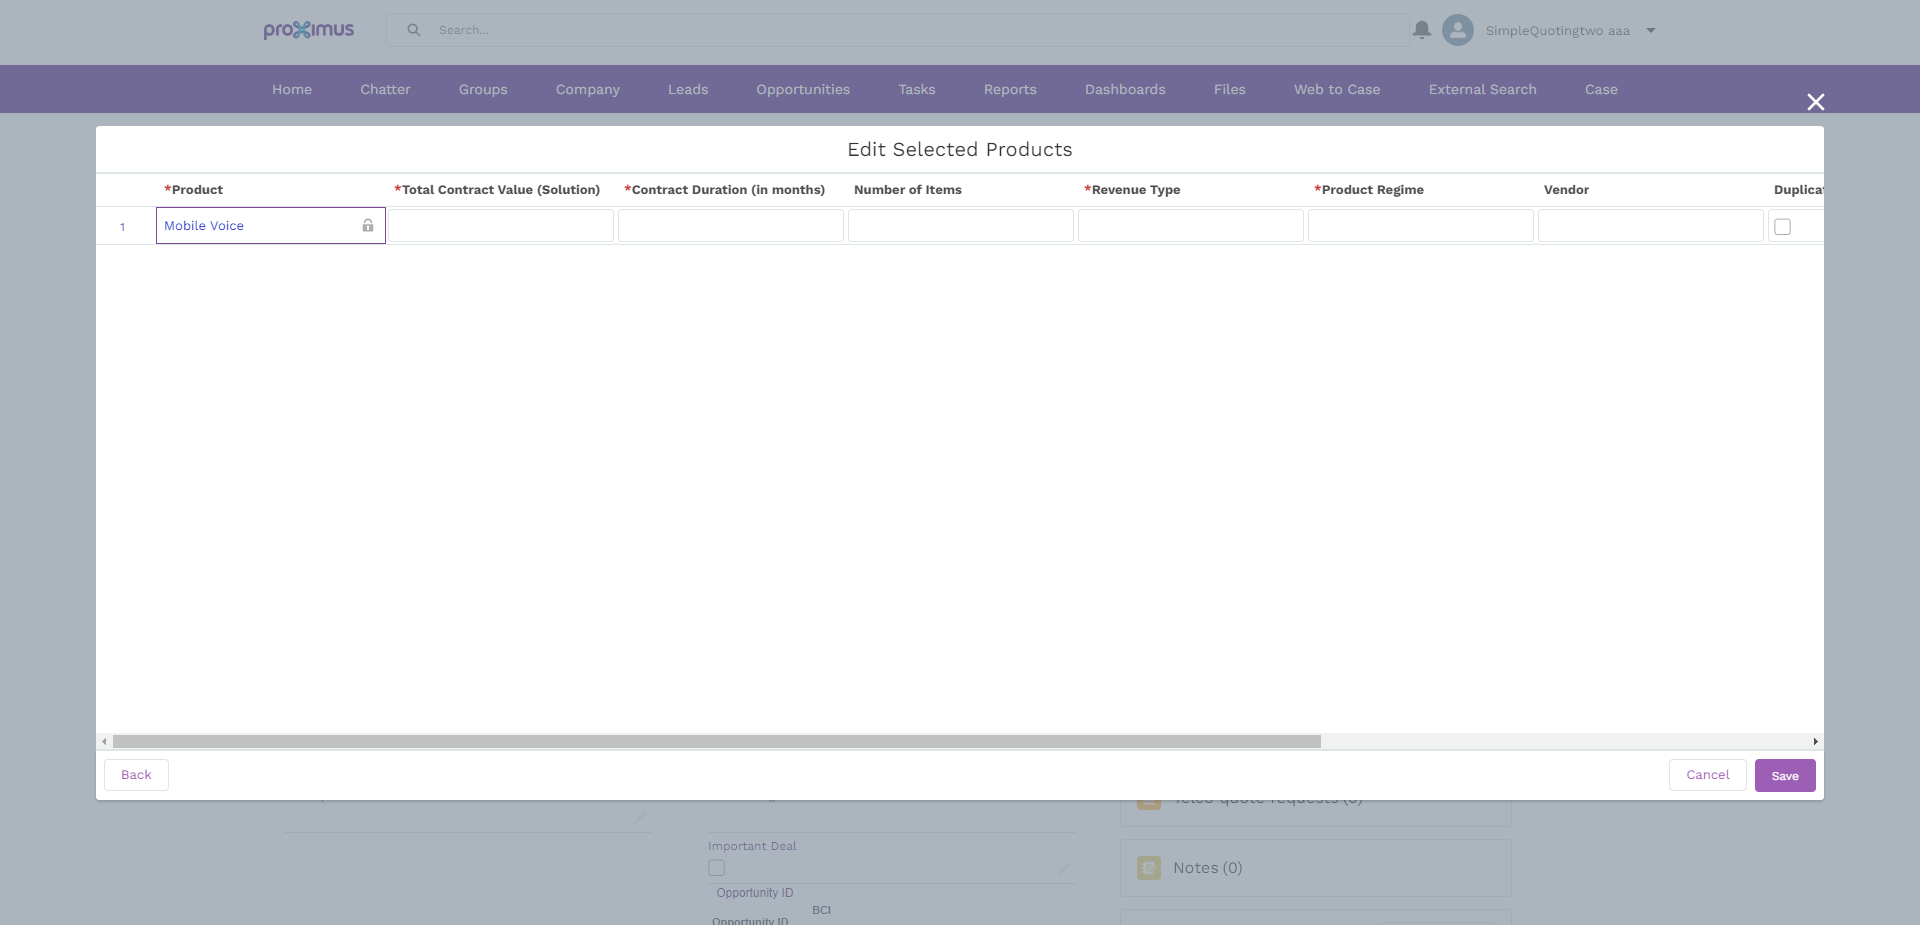 proximus
Search...
SimpleQuotingtwo aaa
Home Chatter Groups Company Leads Opportunities Tasks Reports Dashboards Files Web to Case External Search Case
Edit Selected Products
*Product *Total Contract Value (Solution) *Contract Duration (in months) Number of Items *Revenue Type *Product Regime Vendor Duplicat
1 Mobile Voice
Back Cancel Save
Important Deal
Notes (0)
Opportunity ID
BCI
Opportunity ID